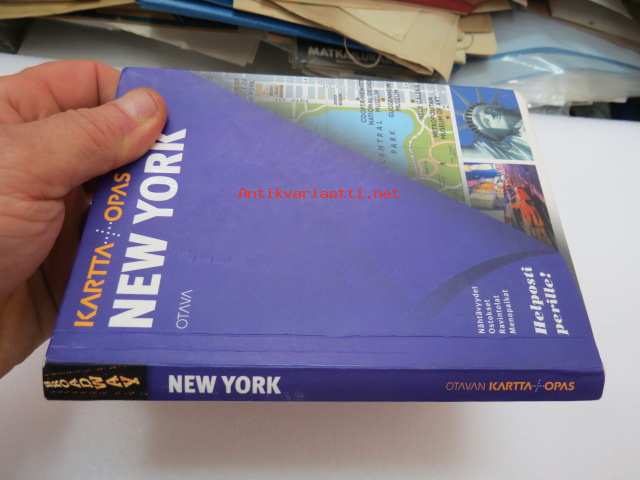 KARTTA + OPAS
NEW YORK
OTAVA
CENTRAL
PARK
Nähtävyydet
Ostokset
Ravintolat
Menopaikat
Helposti
perille!
BROADWAY
NEW YORK
OTAVAN KARTTA + OPAS
Antikvariaatti.net